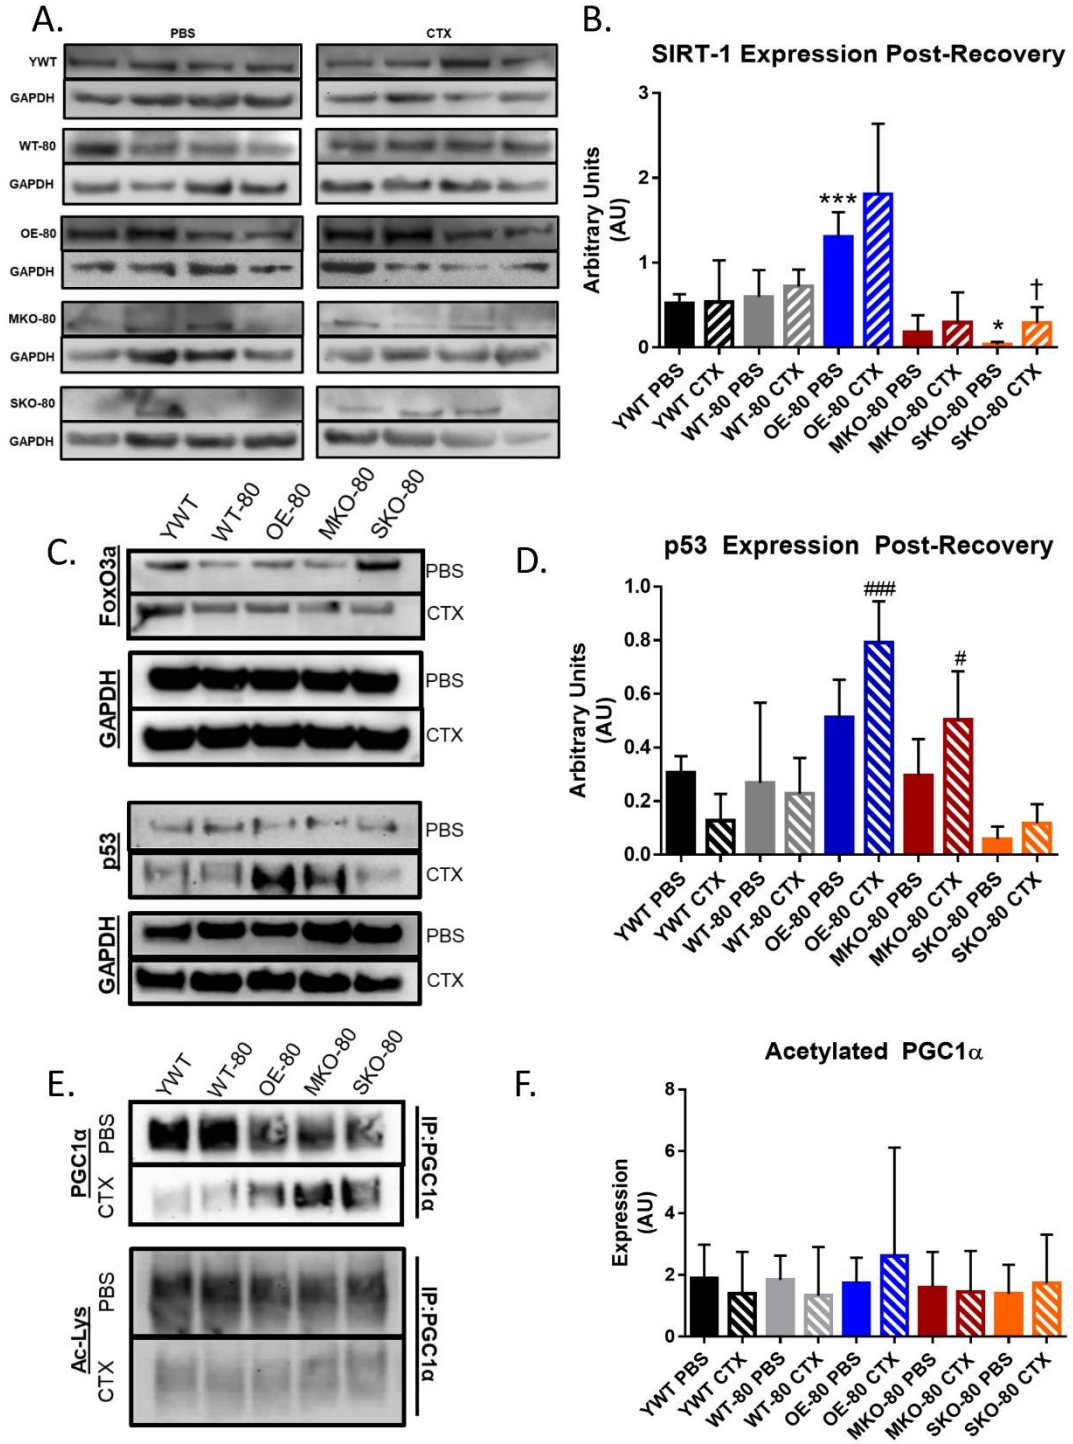 A.
PBS
CTX
YWT
GAPDH
WT-80
GAPDH
OE-80
GAPDH
MKO-80
GAPDH
SKO-80
GAPDH
B.
SIRT-1 Expression Post-Recovery
Arbitrary Units
(AU)
3
2
1
0
***
*
†
YWT PBS
YWT CTX
WT-80 PBS
WT-80 CTX
OE-80 PBS
OE-80 CTX
MKO-80 PBS
MKO-80 CTX
SKO-80 PBS
SKO-80 CTX
C.
YWT
WT-80
OE-80
MKO-80
SKO-80
FoxO3a
PBS
CTX
GAPDH
PBS
CTX
p53
PBS
CTX
GAPDH
PBS
CTX
D.
p53 Expression Post-Recovery
Arbitrary Units
(AU)
1.0
0.8
0.6
0.4
0.2
0.0
###
#
YWT PBS
YWT CTX
WT-80 PBS
WT-80 CTX
OE-80 PBS
OE-80 CTX
MKO-80 PBS
MKO-80 CTX
SKO-80 PBS
SKO-80 CTX
E.
YWT
WT-80
OE-80
MKO-80
SKO-80
PGC1α
PBS
CTX
IP:PGC1α
Ac-Lys
PBS
CTX
IP:PGC1α
F.
Acetylated PGC1α
Expression
(AU)
8
6
4
2
0
YWT PBS
YWT CTX
WT-80 PBS
WT-80 CTX
OE-80 PBS
OE-80 CTX
MKO-80 PBS
MKO-80 CTX
SKO-80 PBS
SKO-80 CTX